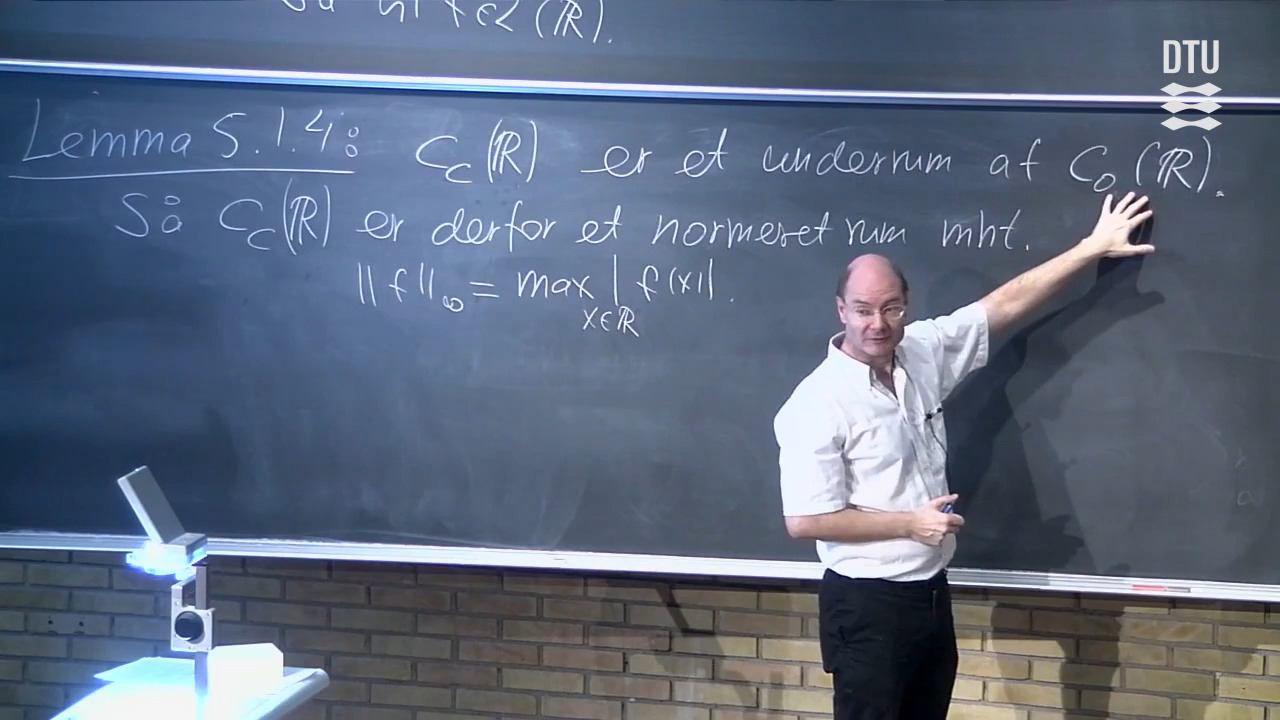 (ℝ).
DTU
Lemma 5.1.4: C_c(ℝ) er et underrum af C_0(ℝ).
Så C_c(ℝ) er derfor et normeret rum mht.
||f||_∞ = max_{x∈ℝ} |f(x)|.